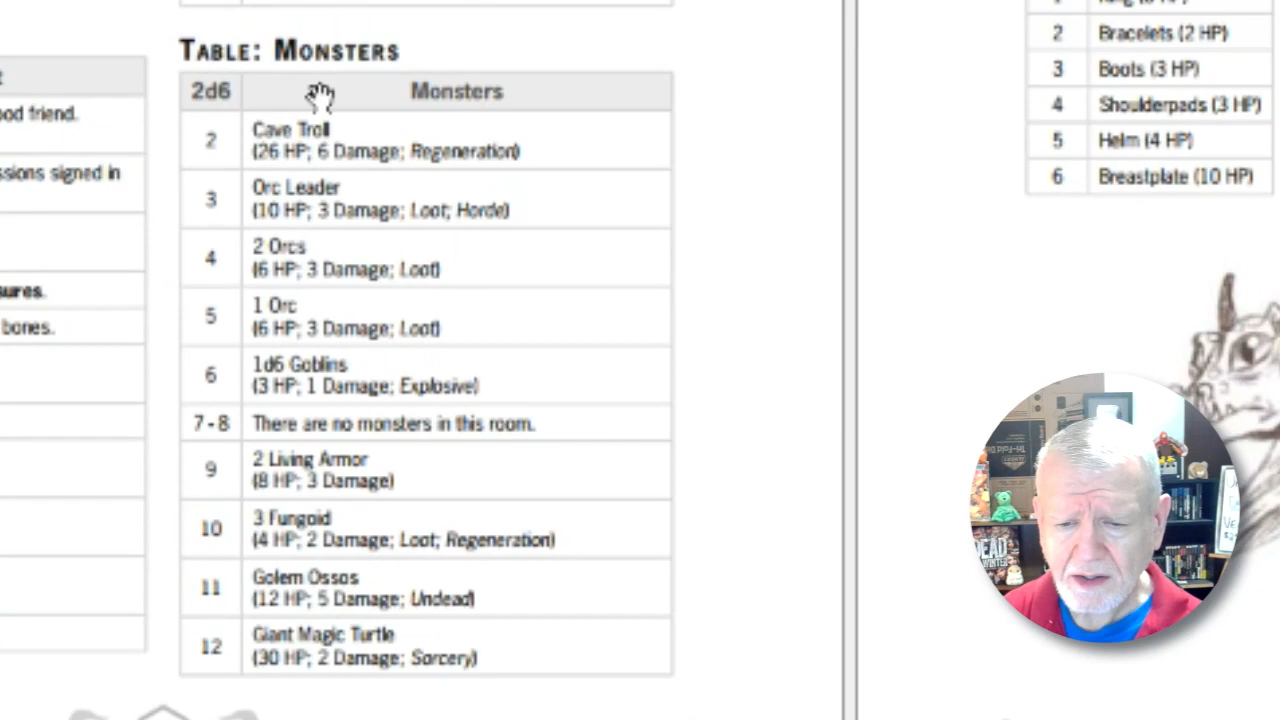 ood friend.
ssions signed in
sures.
bones.
TABLE: MONSTERS
2d6 Monsters
2 Cave Troll
(26 HP; 6 Damage; Regeneration)
3 Orc Leader
(10 HP; 3 Damage; Loot; Horde)
4 2 Orcs
(6 HP; 3 Damage; Loot)
5 1 Orc
(6 HP; 3 Damage; Loot)
6 1d6 Goblins
(3 HP; 1 Damage; Explosive)
7 - 8 There are no monsters in this room.
9 2 Living Armor
(8 HP; 3 Damage)
10 3 Fungoid
(4 HP; 2 Damage; Loot; Regeneration)
11 Golem Ossos
(12 HP; 5 Damage; Undead)
12 Giant Magic Turtle
(30 HP; 2 Damage; Sorcery)
2 Bracelets (2 HP)
3 Boots (3 HP)
4 Shoulderpads (3 HP)
5 Helm (4 HP)
6 Breastplate (10 HP)
DEAD
WINTER